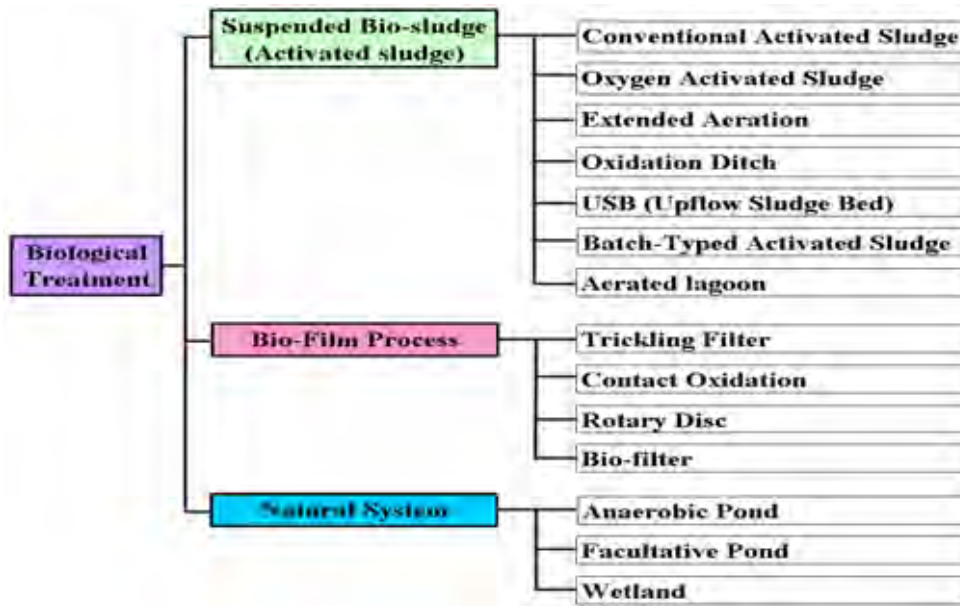 Biological
Treatment
Suspended Bio-sludge
(Activated sludge)
Conventional Activated Sludge
Oxygen Activated Sludge
Extended Aeration
Oxidation Ditch
USB (Upflow Sludge Bed)
Batch-Typed Activated Sludge
Aerated lagoon
Bio-Film Process
Trickling Filter
Contact Oxidation
Rotary Disc
Bio-filter
Natural System
Anaerobic Pond
Facultative Pond
Wetland